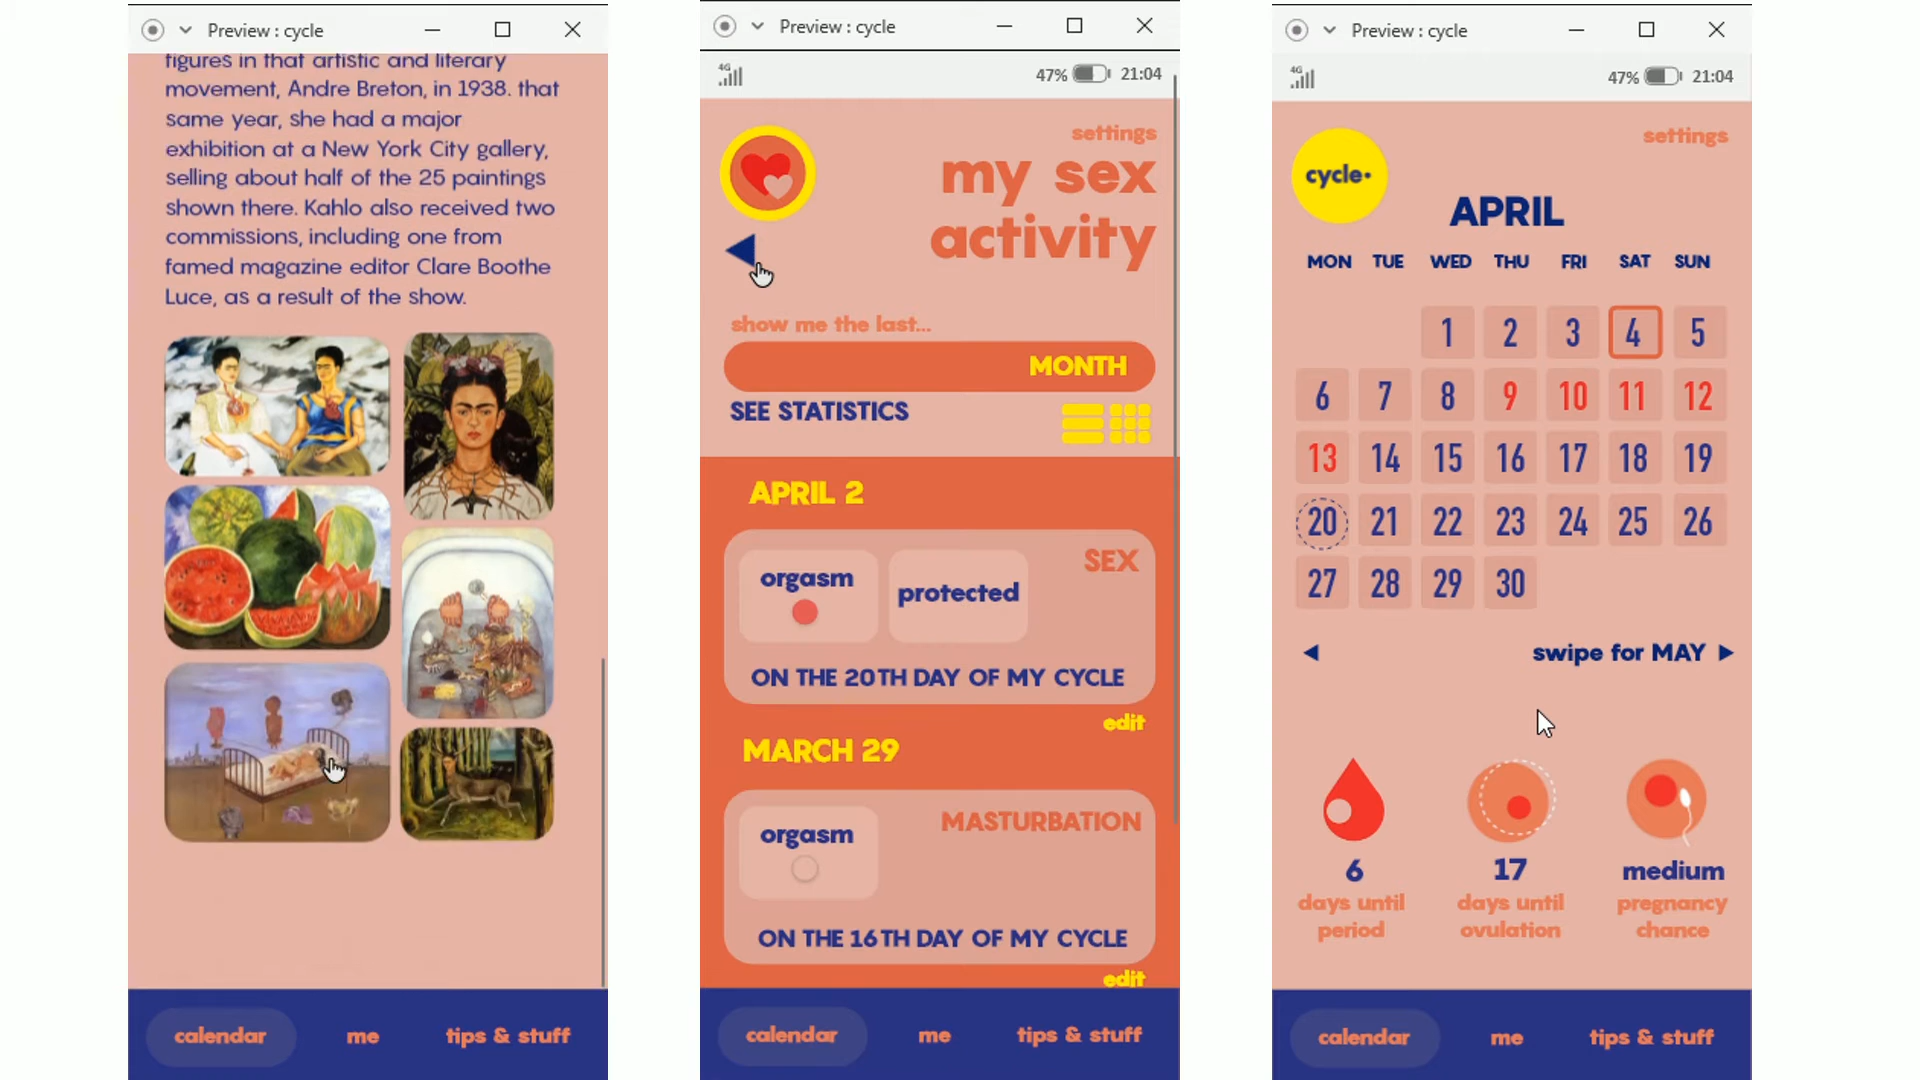 Preview : cycle
figures in that artistic and literary
movement, Andre Breton, in 1938. that
same year, she had a major
exhibition at a New York City gallery,
selling about half of the 25 paintings
shown there. Kahlo also received two
commissions, including one from
famed magazine editor Clare Boothe
Luce, as a result of the show.
calendar me tips & stuff
Preview : cycle
4G 47% 21:04
settings
my sex
activity
show me the last...
MONTH
SEE STATISTICS
APRIL 2
SEX
orgasm protected
ON THE 20TH DAY OF MY CYCLE
edit
MARCH 29
MASTURBATION
orgasm
ON THE 16TH DAY OF MY CYCLE
edit
calendar me tips & stuff
Preview : cycle
4G 47% 21:04
settings
cycle•
APRIL
MON TUE WED THU FRI SAT SUN
1 2 3 4 5
6 7 8 9 10 11 12
13 14 15 16 17 18 19
20 21 22 23 24 25 26
27 28 29 30
swipe for MAY
6 17 medium
days until days until pregnancy
period ovulation chance
calendar me tips & stuff